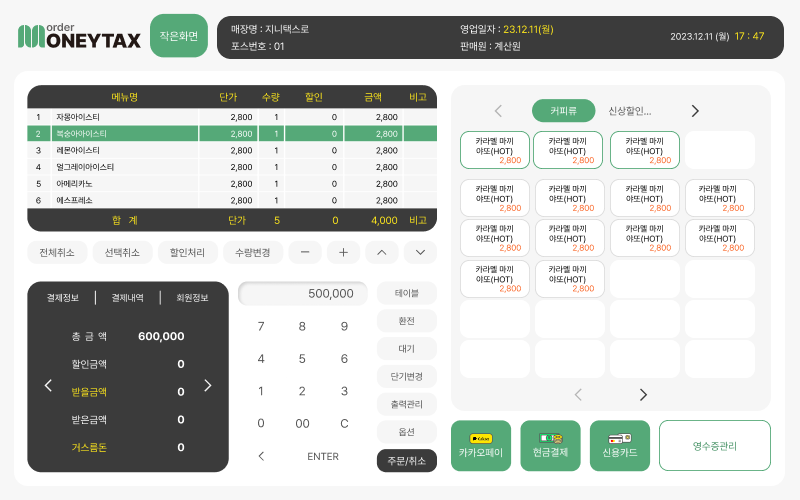 order
MONEYTAX
작은화면
매장명 : 지니택스로
포스번호 : 01
영업일자 : 23.12.11(월)
판매원 : 계산원
2023.12.11 (월) 17 : 47
메뉴명 단가 수량 할인 금액 비고
1 자몽아이스티 2,800 1 0 2,800
2 복숭아아이스티 2,800 1 0 2,800
3 레몬아이스티 2,800 1 0 2,800
4 얼그레이아이스티 2,800 1 0 2,800
5 아메리카노 2,800 1 0 2,800
6 에스프레소 2,800 1 0 2,800
합 계 단가 5 0 4,000 비고
전체취소 선택취소 할인처리 수량변경 − +
결제정보 결제내역 회원정보
총 금 액 600,000
할인금액 0
받을금액 0
받은금액 0
거스름돈 0
500,000
7 8 9
4 5 6
1 2 3
0 00 C
ENTER
테이블
환전
대기
단가변경
출력관리
옵션
주문/취소
커피류 신상할인...
카라멜 마끼 카라멜 마끼 카라멜 마끼
야또(HOT) 야또(HOT) 야또(HOT)
2,800 2,800 2,800
카라멜 마끼 카라멜 마끼 카라멜 마끼 카라멜 마끼
야또(HOT) 야또(HOT) 야또(HOT) 야또(HOT)
2,800 2,800 2,800 2,800
카라멜 마끼 카라멜 마끼 카라멜 마끼 카라멜 마끼
야또(HOT) 야또(HOT) 야또(HOT) 야또(HOT)
2,800 2,800 2,800 2,800
카라멜 마끼 카라멜 마끼
야또(HOT) 야또(HOT)
2,800 2,800
카카오페이 현금결제 신용카드 영수증관리